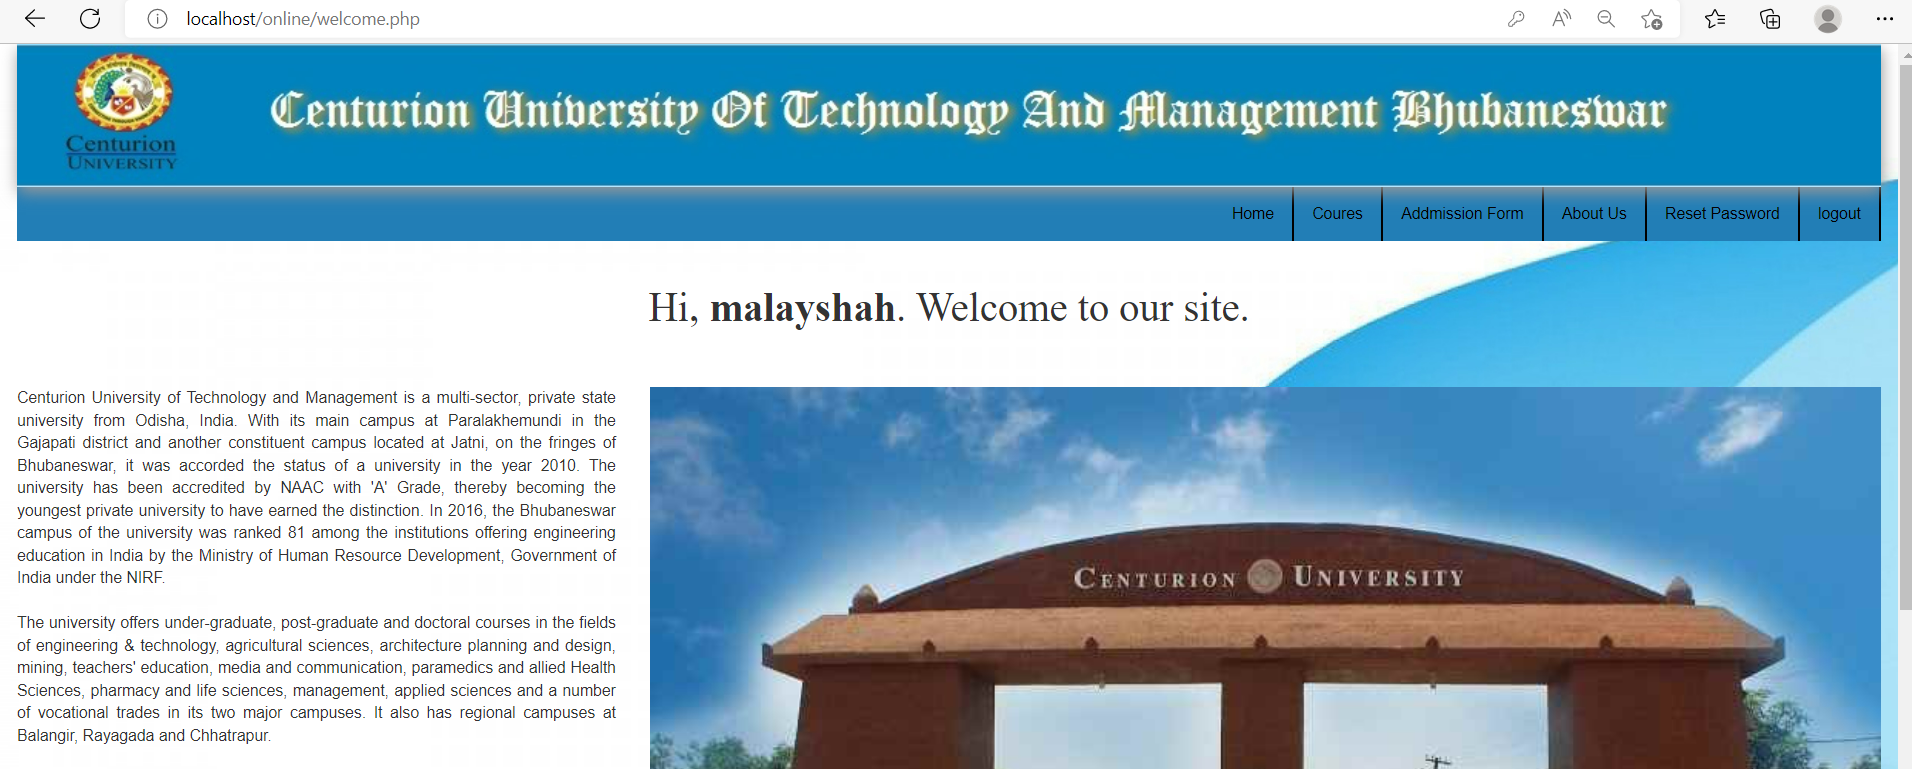 localhost/online/welcome.php
Centurion
UNIVERSITY
Centurion University Of Technology And Management Bhubaneswar
Home Coures Addmission Form About Us Reset Password logout
Hi, malayshah. Welcome to our site.
Centurion University of Technology and Management is a multi-sector, private state
university from Odisha, India. With its main campus at Paralakhemundi in the
Gajapati district and another constituent campus located at Jatni, on the fringes of
Bhubaneswar, it was accorded the status of a university in the year 2010. The
university has been accredited by NAAC with 'A' Grade, thereby becoming the
youngest private university to have earned the distinction. In 2016, the Bhubaneswar
campus of the university was ranked 81 among the institutions offering engineering
education in India by the Ministry of Human Resource Development, Government of
India under the NIRF.
The university offers under-graduate, post-graduate and doctoral courses in the fields
of engineering & technology, agricultural sciences, architecture planning and design,
mining, teachers' education, media and communication, paramedics and allied Health
Sciences, pharmacy and life sciences, management, applied sciences and a number
of vocational trades in its two major campuses. It also has regional campuses at
Balangir, Rayagada and Chhatrapur.
CENTURION UNIVERSITY